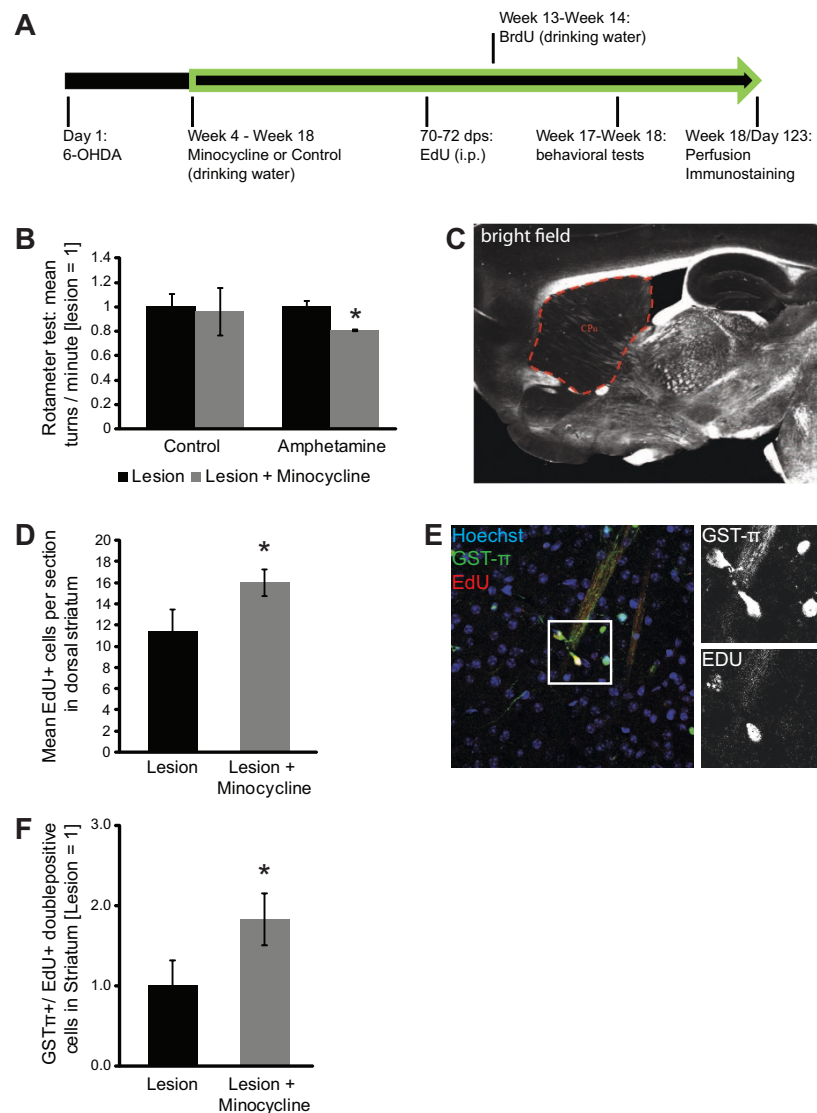 A
Week 13-Week 14:
BrdU (drinking water)
Day 1:
6-OHDA
Week 4 - Week 18
Minocycline or Control
(drinking water)
70-72 dps:
EdU (i.p.)
Week 17-Week 18:
behavioral tests
Week 18/Day 123:
Perfusion
Immunostaining
B
Rotameter test: mean
turns / minute [lesion = 1]
1.4
1.2
1
0.8
0.6
0.4
0.2
0
*
Control
Amphetamine
Lesion
Lesion + Minocycline
C
bright field
CPu
D
Mean EdU+ cells per section
in dorsal striatum
20
18
16
14
12
10
8
6
4
2
0
*
Lesion
Lesion +
Minocycline
E
Hoechst
GST-π
EdU
GST-π
EDU
F
GSTπ+/ EdU+ doublepositive
cells in Striatum [Lesion = 1]
3.0
2.0
1.0
0.0
*
Lesion
Lesion +
Minocycline